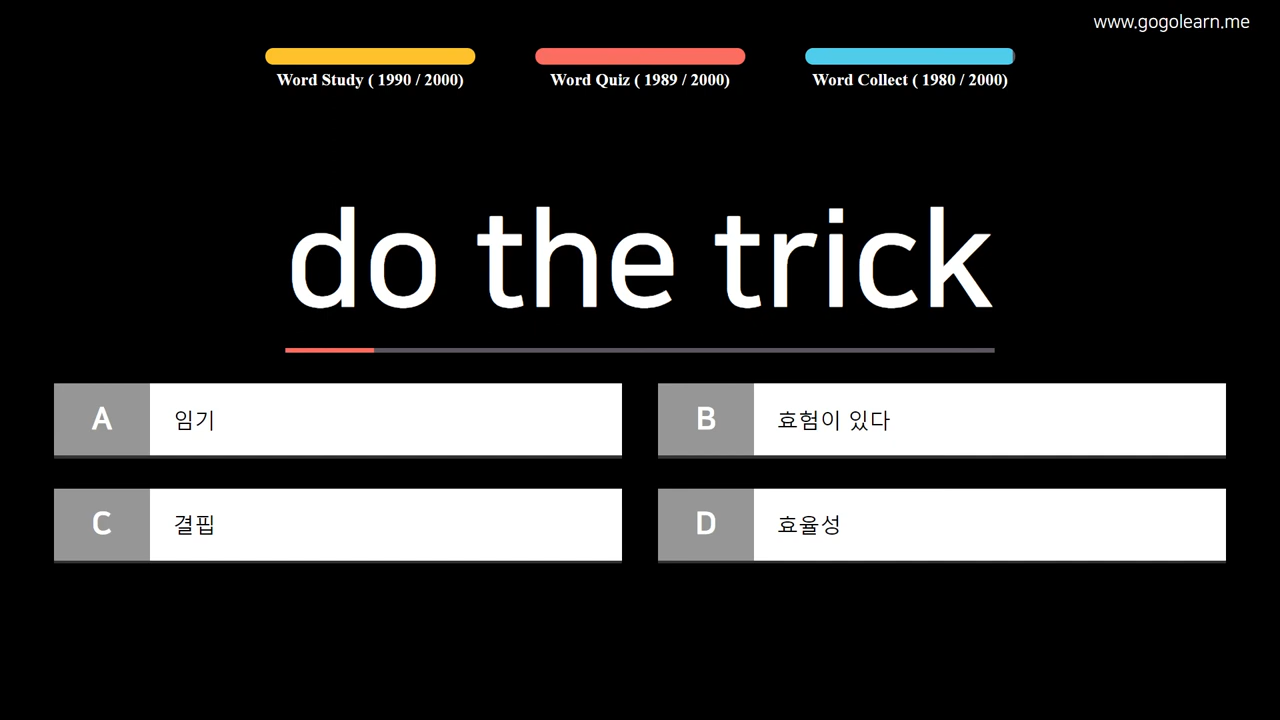 www.gogolearn.me
Word Study ( 1990 / 2000)
Word Quiz ( 1989 / 2000)
Word Collect ( 1980 / 2000)
do the trick
A 임기
B 효험이 있다
C 결핍
D 효율성